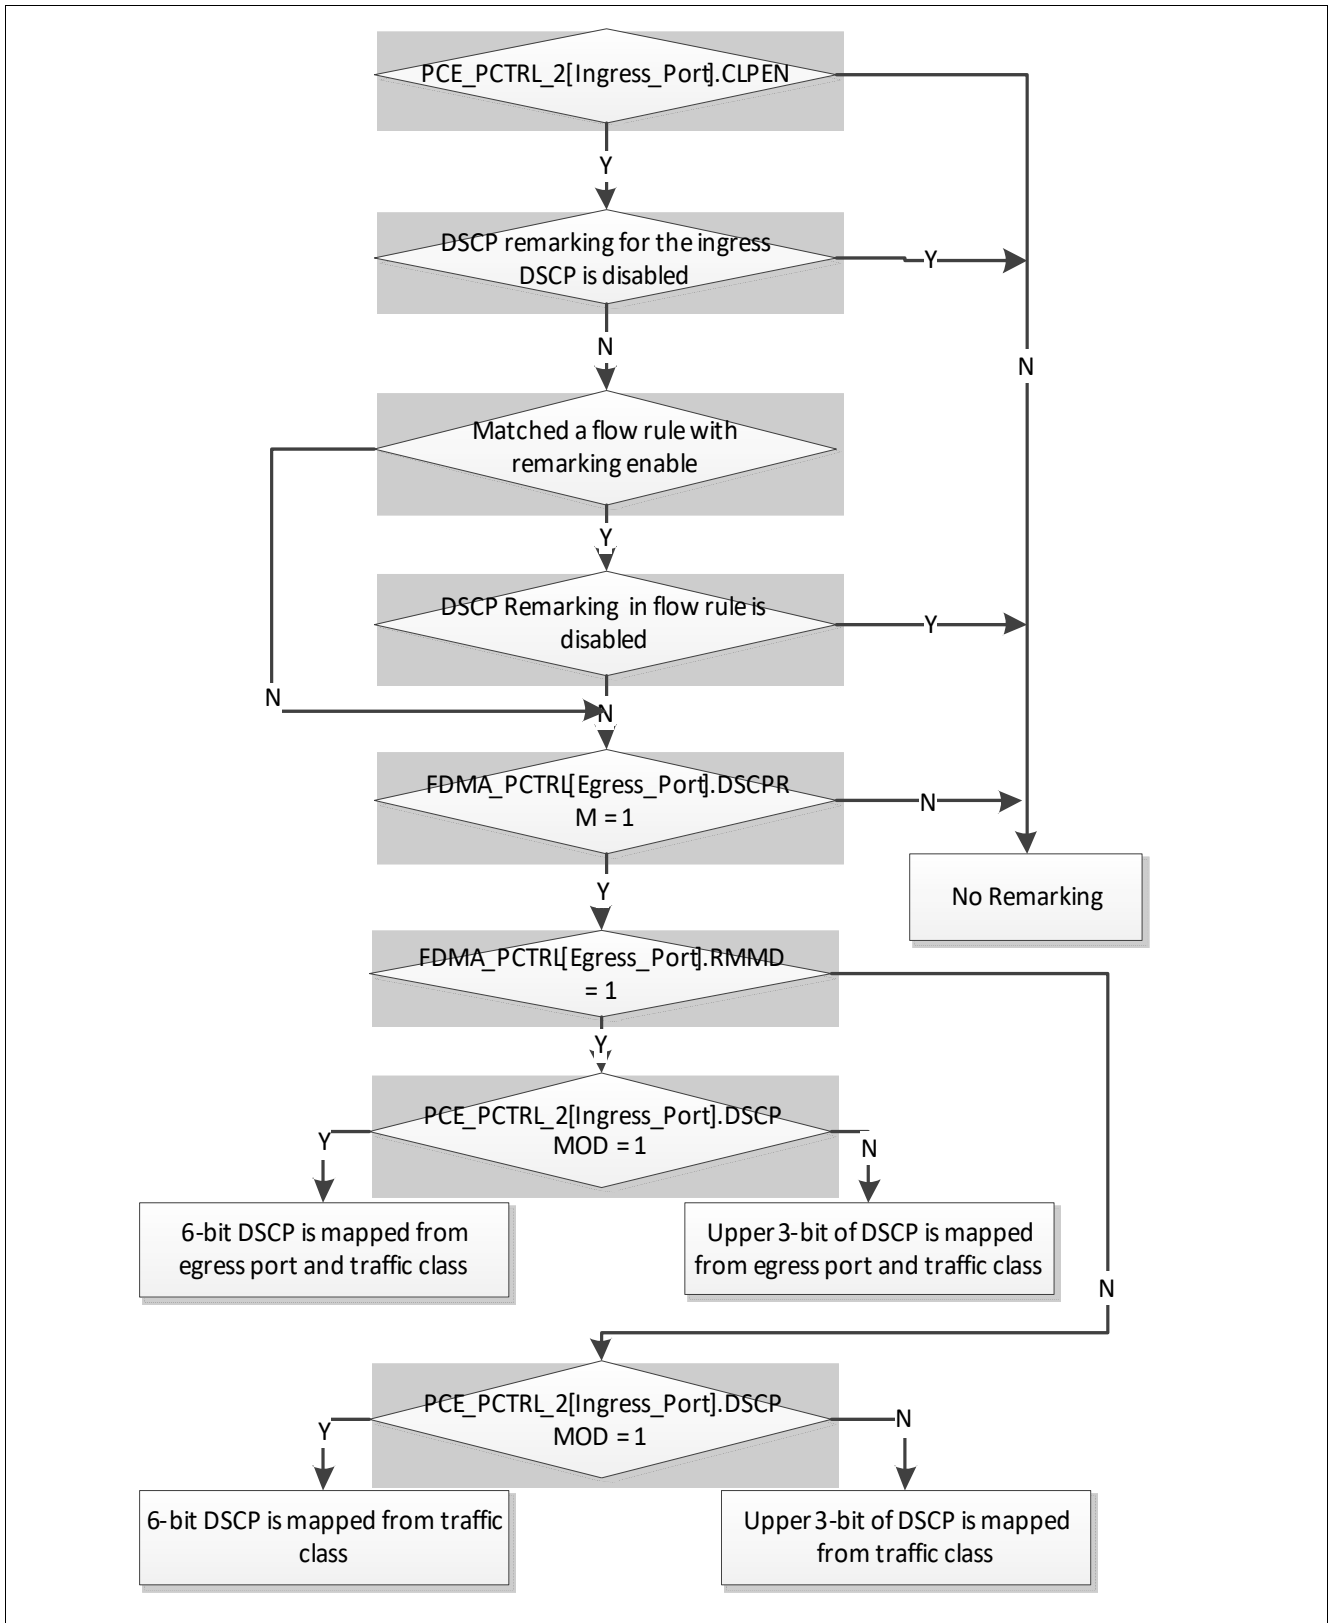 PCE_PCTRL_2[Ingress_Port].CLPEN
Y
DSCP remarking for the ingress
DSCP is disabled
Y
N
N
Matched a flow rule with
remarking enable
Y
DSCP Remarking in flow rule is
disabled
Y
N
N
FDMA_PCTRL[Egress_Port].DSCPR
M = 1
N
Y
No Remarking
FDMA_PCTRL[Egress_Port].RMMD
= 1
Y
PCE_PCTRL_2[Ingress_Port].DSCP
MOD = 1
Y
N
6-bit DSCP is mapped from
egress port and traffic class
Upper 3-bit of DSCP is mapped
from egress port and traffic class
N
PCE_PCTRL_2[Ingress_Port].DSCP
MOD = 1
Y
N
6-bit DSCP is mapped from traffic
class
Upper 3-bit of DSCP is mapped
from traffic class